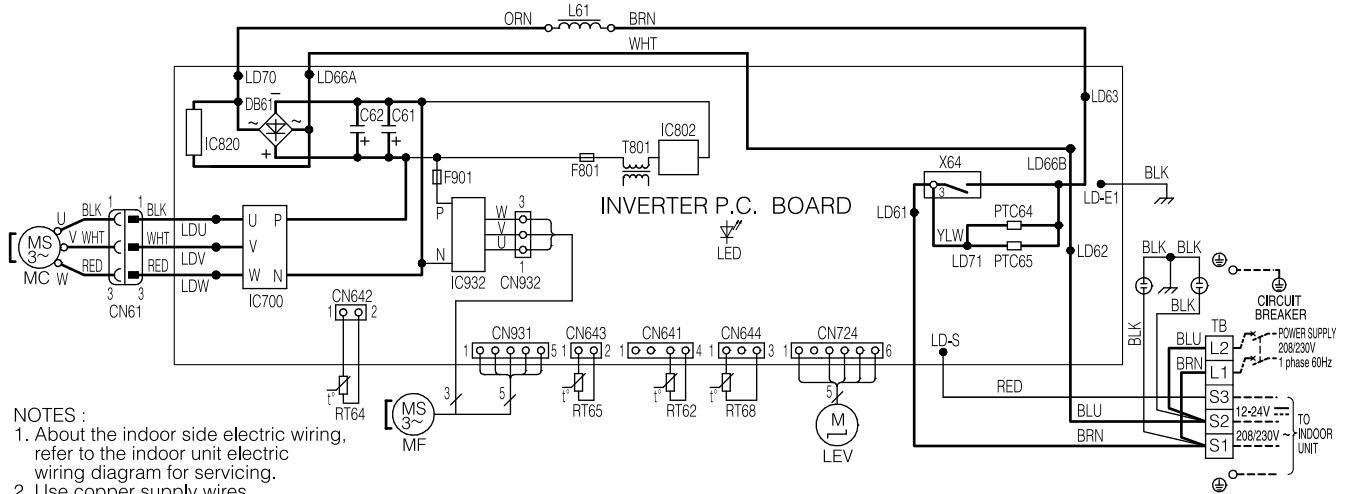 L61
ORN
BRN
WHT
LD70
LD66A
LD63
DB61
−
~
~
+
C62
C61
+
+
IC820
T801
IC802
F801
F901
X64
3
LD66B
BLK
LD-E1
INVERTER P.C. BOARD
LED
PTC64
PTC65
YLW
LD71
LD61
LD62
1
1
U
BLK
BLK
LDU
U
P
MS
3~
V
WHT
WHT
LDV
V
MC
W
RED
RED
LDW
W
N
3
3
CN61
IC700
P
N
IC932
W
V
U
3
1
CN932
BLK
BLK
BLK
BLK
CIRCUIT
BREAKER
TB
BLU
L2
POWER SUPPLY
208/230V
1 phase 60Hz
BRN
L1
LD-S
RED
S3
12-24V
BLU
S2
BRN
S1
208/230V ~
TO
INDOOR
UNIT
CN642
1
2
t°
RT64
CN931
1
5
3
5
MS
3~
MF
CN643
1
2
t°
RT65
CN641
1
4
t°
RT62
CN644
1
3
t°
RT68
CN724
1
6
5
M
LEV
NOTES :
1. About the indoor side electric wiring,
refer to the indoor unit electric
wiring diagram for servicing.
2. Use copper supply wires.